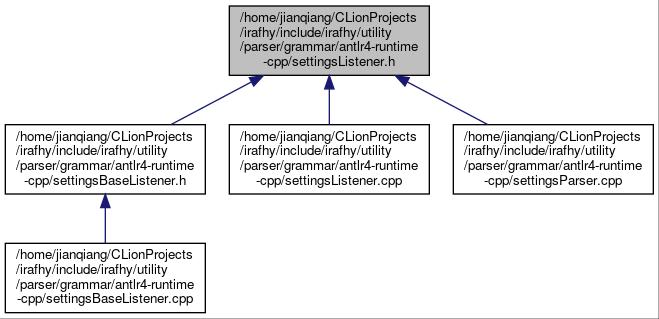 /home/jianqiang/CLionProjects
/irafhy/include/irafhy/utility
/parser/grammar/antlr4-runtime
-cpp/settingsListener.h
/home/jianqiang/CLionProjects
/irafhy/include/irafhy/utility
/parser/grammar/antlr4-runtime
-cpp/settingsBaseListener.h
/home/jianqiang/CLionProjects
/irafhy/include/irafhy/utility
/parser/grammar/antlr4-runtime
-cpp/settingsListener.cpp
/home/jianqiang/CLionProjects
/irafhy/include/irafhy/utility
/parser/grammar/antlr4-runtime
-cpp/settingsParser.cpp
/home/jianqiang/CLionProjects
/irafhy/include/irafhy/utility
/parser/grammar/antlr4-runtime
-cpp/settingsBaseListener.cpp